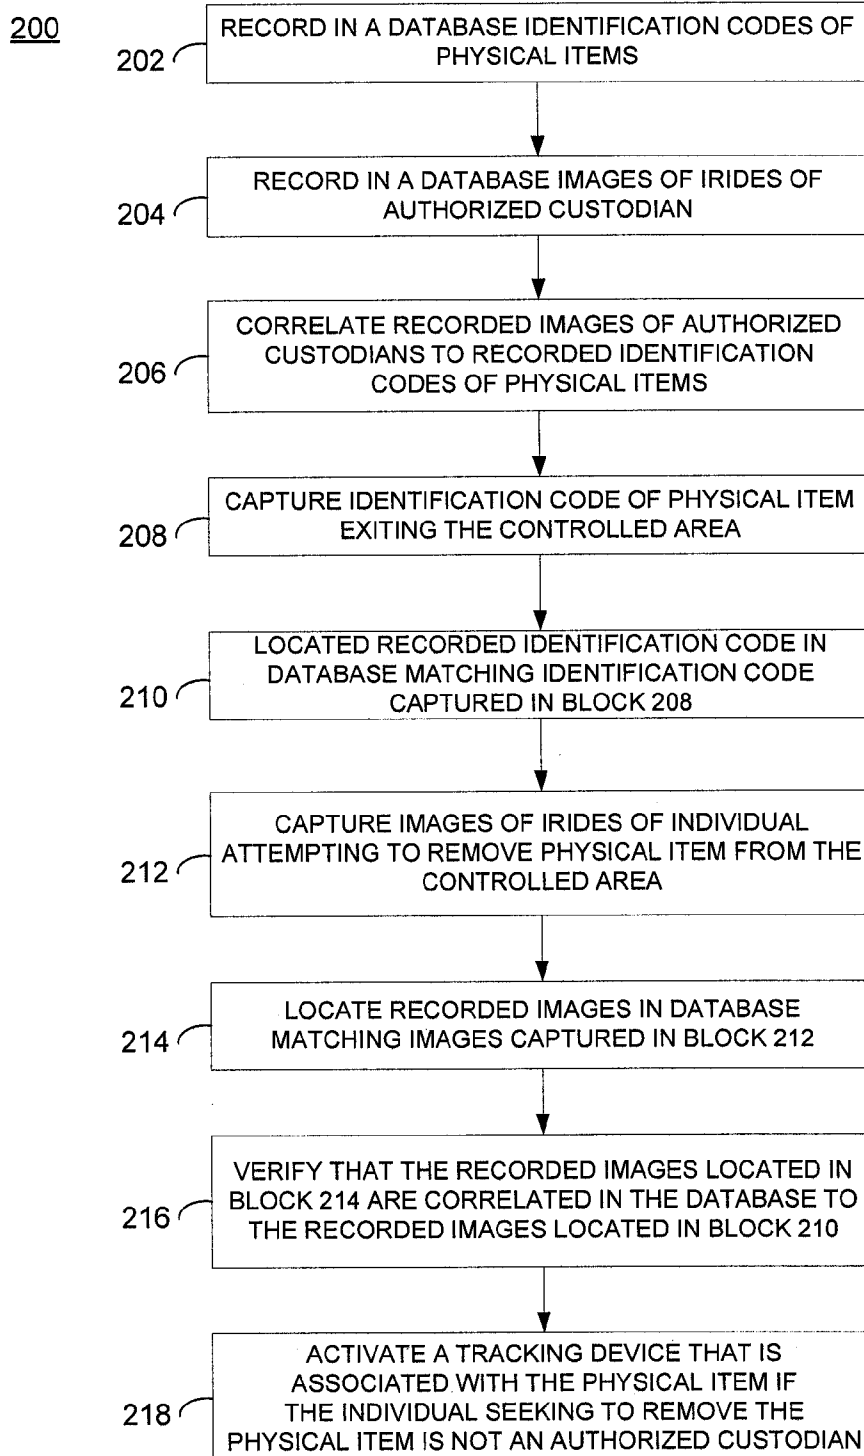 200
202
RECORD IN A DATABASE IDENTIFICATION CODES OF
PHYSICAL ITEMS
204
RECORD IN A DATABASE IMAGES OF IRIDES OF
AUTHORIZED CUSTODIAN
206
CORRELATE RECORDED IMAGES OF AUTHORIZED
CUSTODIANS TO RECORDED IDENTIFICATION
CODES OF PHYSICAL ITEMS
208
CAPTURE IDENTIFICATION CODE OF PHYSICAL ITEM
EXITING THE CONTROLLED AREA
210
LOCATED RECORDED IDENTIFICATION CODE IN
DATABASE MATCHING IDENTIFICATION CODE
CAPTURED IN BLOCK 208
212
CAPTURE IMAGES OF IRIDES OF INDIVIDUAL
ATTEMPTING TO REMOVE PHYSICAL ITEM FROM THE
CONTROLLED AREA
214
LOCATE RECORDED IMAGES IN DATABASE
MATCHING IMAGES CAPTURED IN BLOCK 212
216
VERIFY THAT THE RECORDED IMAGES LOCATED IN
BLOCK 214 ARE CORRELATED IN THE DATABASE TO
THE RECORDED IMAGES LOCATED IN BLOCK 210
218
ACTIVATE A TRACKING DEVICE THAT IS
ASSOCIATED WITH THE PHYSICAL ITEM IF
THE INDIVIDUAL SEEKING TO REMOVE THE
PHYSICAL ITEM IS NOT AN AUTHORIZED CUSTODIAN